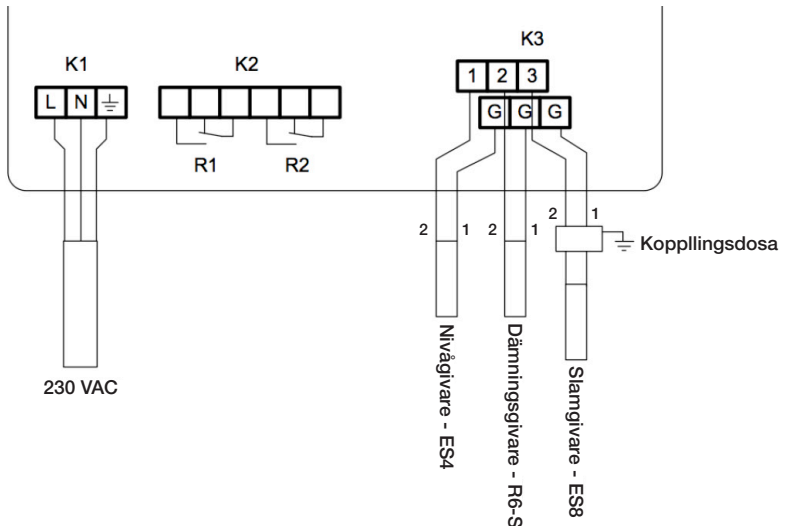 K1
K2
K3
L N
1 2 3
G G G
R1
R2
2 1 2 1 2 1
Kopplingsdosa
230 VAC
Nivågivare - ES4
Dämningsgivare - R6-S
Slamgivare - ES8